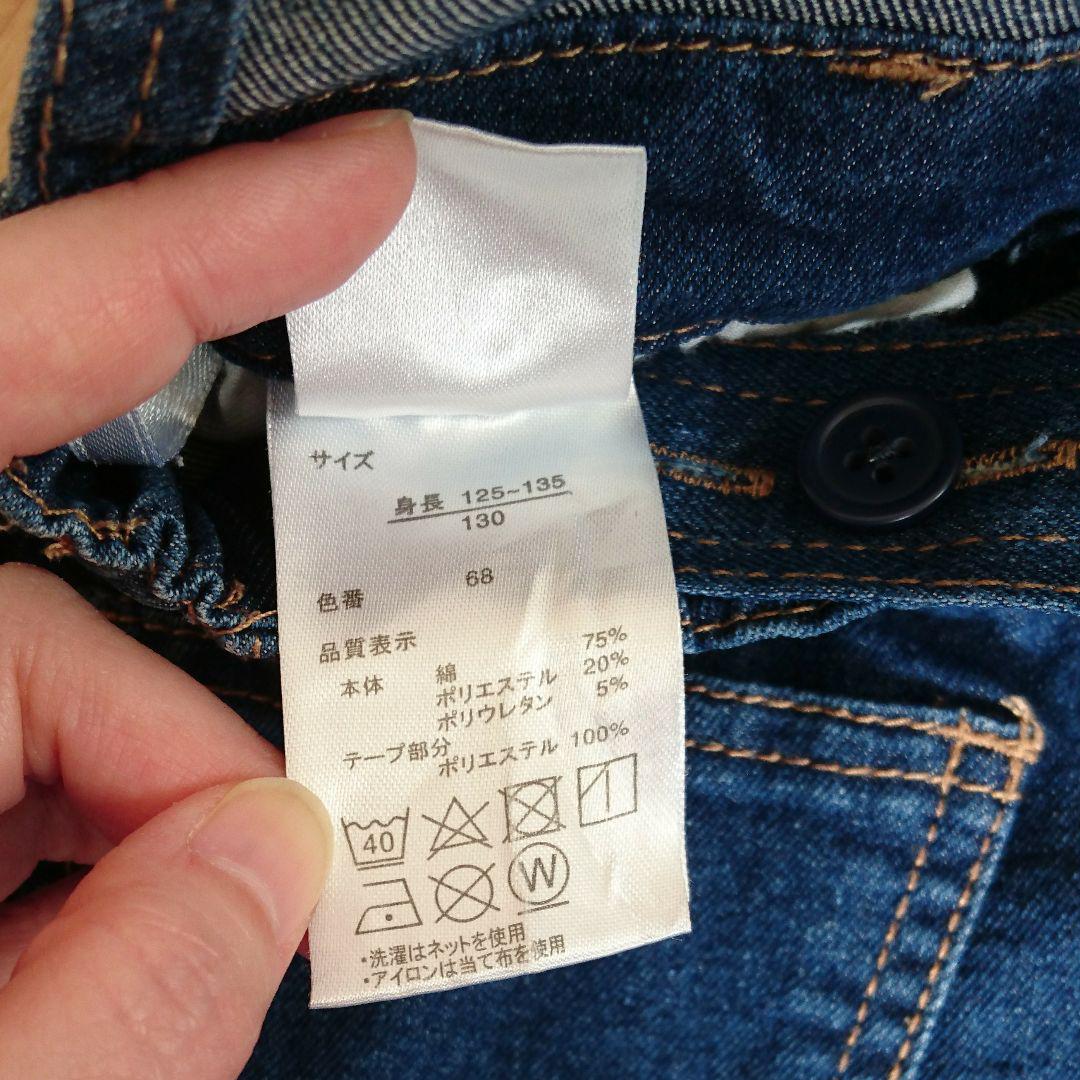 サイズ
身長 125~135
130
色番 68
品質表示
本体 綿 75%
ポリエステル 20%
ポリウレタン 5%
テープ部分
ポリエステル 100%
40
W
・洗濯はネットを使用
・アイロンは当て布を使用